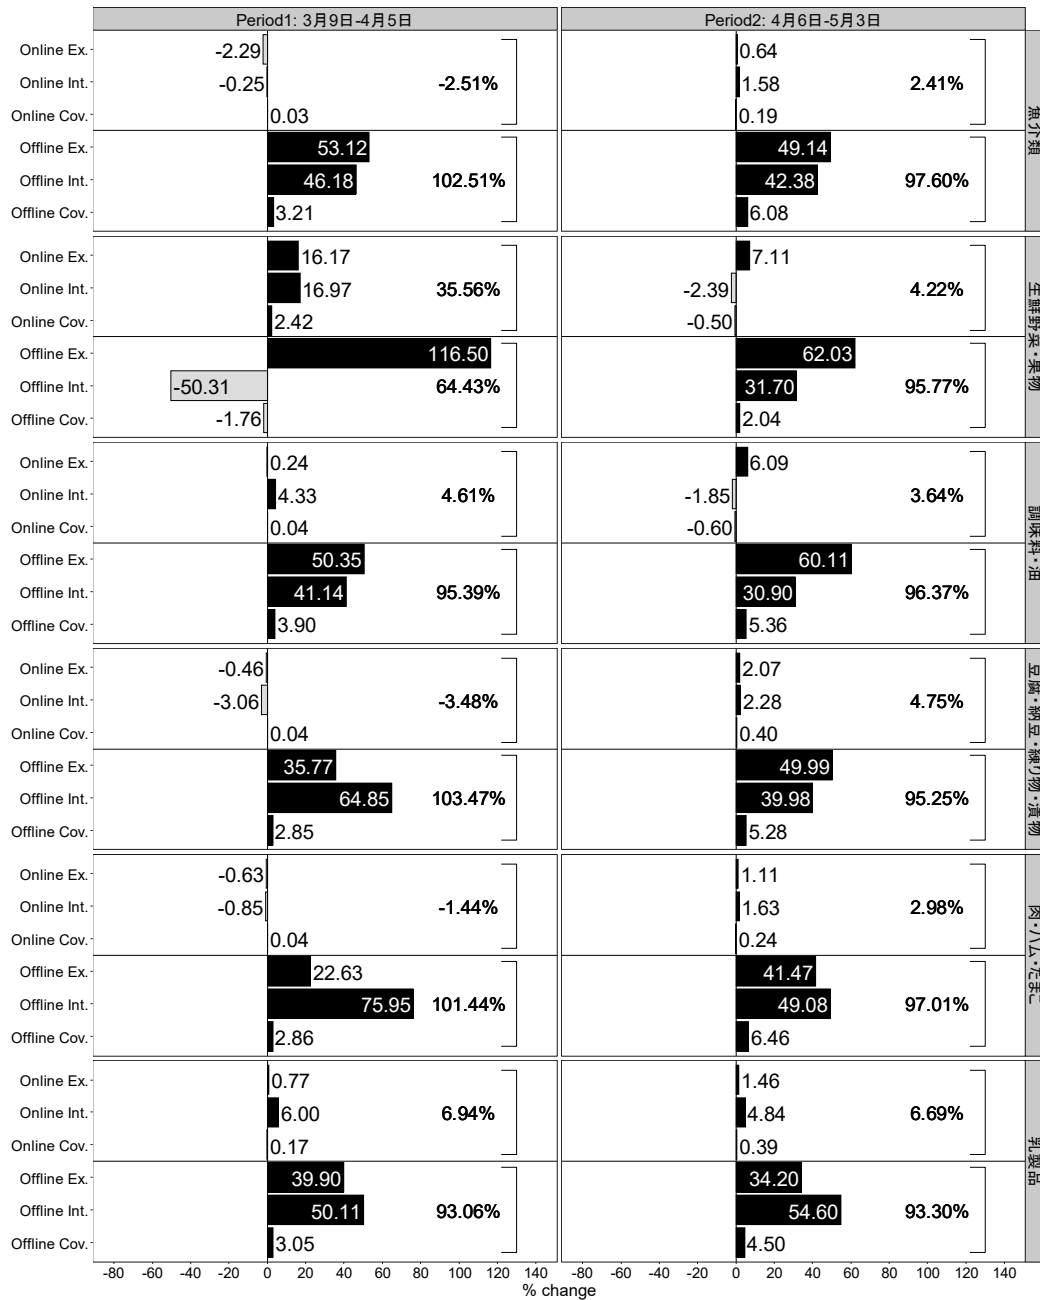 Period1: 3月9日-4月5日 Period2: 4月6日-5月3日
Online Ex. -2.29 0.64
Online Int. -0.25 -2.51% 1.58 2.41%
Online Cov. 0.03 0.19
Offline Ex. 53.12 49.14
Offline Int. 46.18 102.51% 42.38 97.60%
Offline Cov. 3.21 6.08
魚介類
Online Ex. 16.17 7.11
Online Int. 16.97 35.56% -2.39 4.22%
Online Cov. 2.42 -0.50
Offline Ex. 116.50 62.03
Offline Int. -50.31 64.43% 31.70 95.77%
Offline Cov. -1.76 2.04
生鮮野菜・果物
Online Ex. 0.24 6.09
Online Int. 4.33 4.61% -1.85 3.64%
Online Cov. 0.04 -0.60
Offline Ex. 50.35 60.11
Offline Int. 41.14 95.39% 30.90 96.37%
Offline Cov. 3.90 5.36
調味料・油
Online Ex. -0.46 2.07
Online Int. -3.06 -3.48% 2.28 4.75%
Online Cov. 0.04 0.40
Offline Ex. 35.77 49.99
Offline Int. 64.85 103.47% 39.98 95.25%
Offline Cov. 2.85 5.28
豆腐・納豆・練り物・漬物
Online Ex. -0.63 1.11
Online Int. -0.85 -1.44% 1.63 2.98%
Online Cov. 0.04 0.24
Offline Ex. 22.63 41.47
Offline Int. 75.95 101.44% 49.08 97.01%
Offline Cov. 2.86 6.46
肉・ハム・たまご
Online Ex. 0.77 1.46
Online Int. 6.00 6.94% 4.84 6.69%
Online Cov. 0.17 0.39
Offline Ex. 39.90 34.20
Offline Int. 50.11 93.06% 54.60 93.30%
Offline Cov. 3.05 4.50
乳製品
-80 -60 -40 -20 0 20 40 60 80 100 120 140 -80 -60 -40 -20 0 20 40 60 80 100 120 140
% change